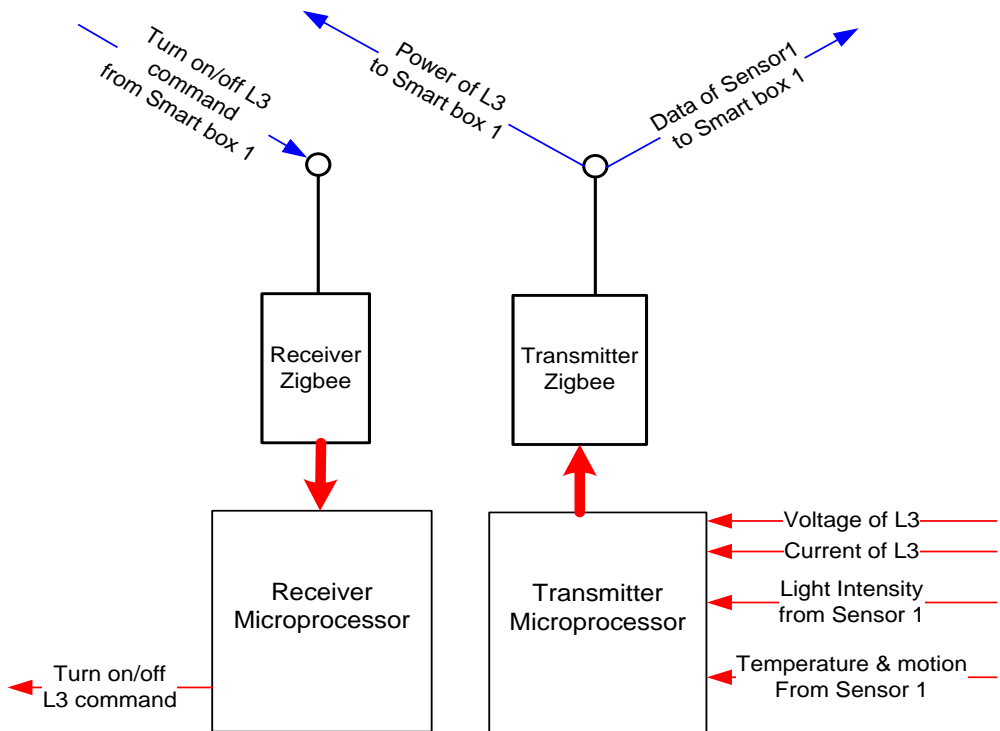 Turn on/off L3
command
from Smart box 1
Power of L3
to Smart box 1
Data of Sensor1
to Smart box 1
Receiver
Zigbee
Transmitter
Zigbee
Receiver
Microprocessor
Transmitter
Microprocessor
Voltage of L3
Current of L3
Light Intensity
from Sensor 1
Temperature & motion
From Sensor 1
Turn on/off
L3 command